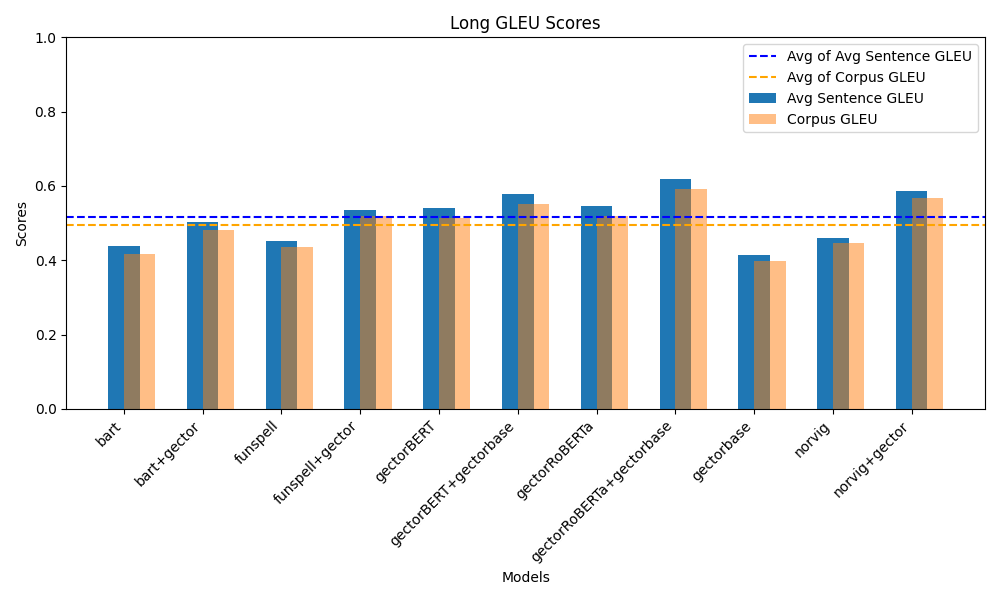 Long GLEU Scores
1.0
0.8
0.6
0.4
0.2
0.0
Scores
Avg of Avg Sentence GLEU
Avg of Corpus GLEU
Avg Sentence GLEU
Corpus GLEU
bart
bart+gector
funspell
funspell+gector
gectorBERT
gectorBERT+gectorbase
gectorRoBERTa
gectorRoBERTa+gectorbase
gectorbase
norvig
norvig+gector
Models